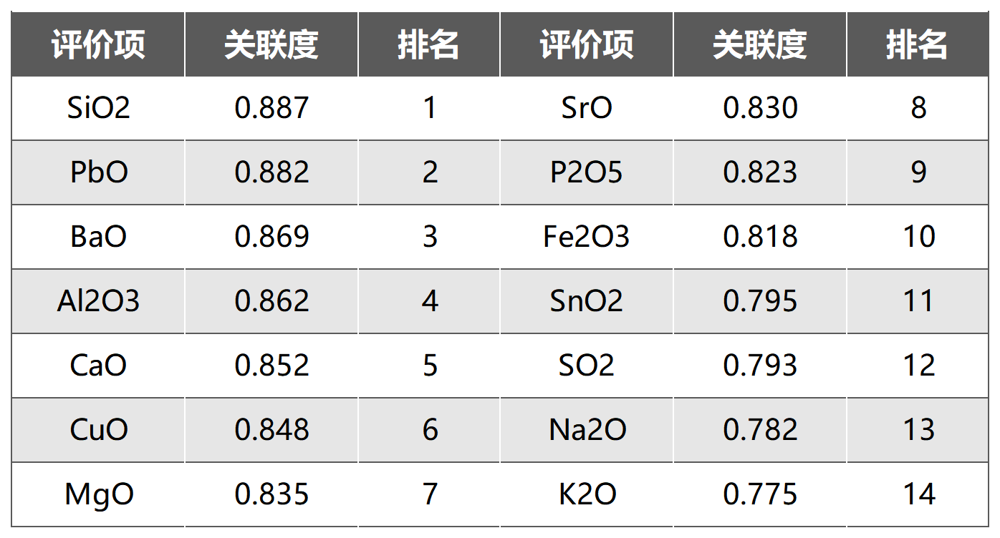 评价项 关联度 排名 评价项 关联度 排名
SiO2 0.887 1 SrO 0.830 8
PbO 0.882 2 P2O5 0.823 9
BaO 0.869 3 Fe2O3 0.818 10
Al2O3 0.862 4 SnO2 0.795 11
CaO 0.852 5 SO2 0.793 12
CuO 0.848 6 Na2O 0.782 13
MgO 0.835 7 K2O 0.775 14